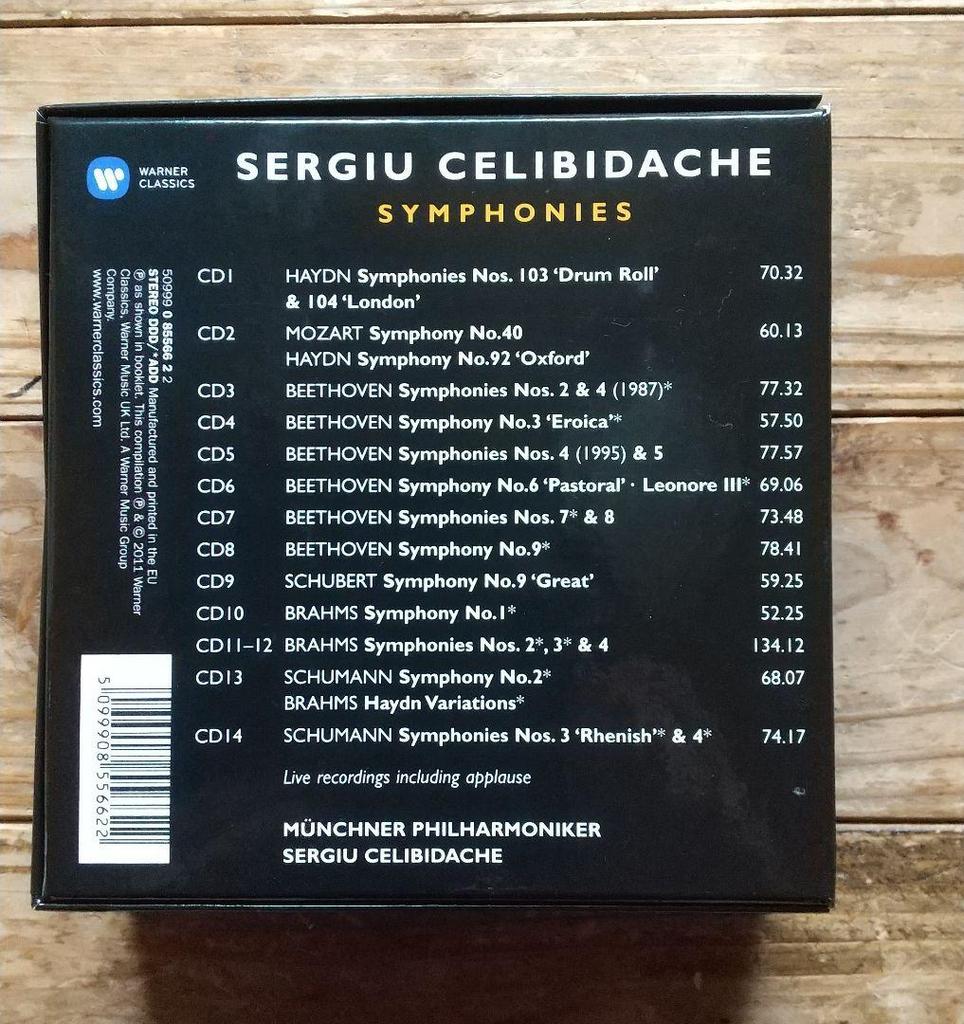 WARNER
CLASSICS
SERGIU CELIBIDACHE
SYMPHONIES
CD1 HAYDN Symphonies Nos. 103 ‘Drum Roll’ 70.32
& 104 ‘London’
CD2 MOZART Symphony No.40 60.13
HAYDN Symphony No.92 ‘Oxford’
CD3 BEETHOVEN Symphonies Nos. 2 & 4 (1987)* 77.32
CD4 BEETHOVEN Symphony No.3 ‘Eroica’* 57.50
CD5 BEETHOVEN Symphonies Nos. 4 (1995) & 5 77.57
CD6 BEETHOVEN Symphony No.6 ‘Pastoral’ · Leonore III* 69.06
CD7 BEETHOVEN Symphonies Nos. 7* & 8 73.48
CD8 BEETHOVEN Symphony No.9* 78.41
CD9 SCHUBERT Symphony No.9 ‘Great’ 59.25
CD10 BRAHMS Symphony No.1* 52.25
CD11–12 BRAHMS Symphonies Nos. 2*, 3* & 4 134.12
CD13 SCHUMANN Symphony No.2* 68.07
BRAHMS Haydn Variations*
CD14 SCHUMANN Symphonies Nos. 3 ‘Rhenish’* & 4* 74.17
Live recordings including applause
MÜNCHNER PHILHARMONIKER
SERGIU CELIBIDACHE
50999 0 85566 2 2
STEREO DDD/*ADD Manufactured and printed in the EU
℗ as shown in booklet. This compilation ℗ & © 2011 Warner
Classics, Warner Music UK Ltd. A Warner Music Group
Company.
www.warnerclassics.com
5 099908 556622